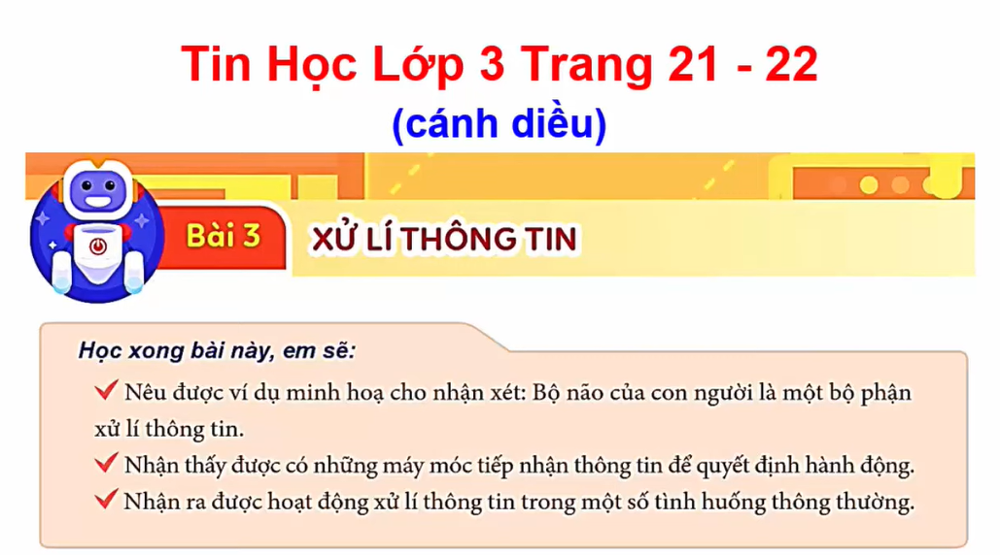 Tin Học Lớp 3 Trang 21 - 22
(cánh diều)
Bài 3 XỬ LÍ THÔNG TIN
Học xong bài này, em sẽ:
Nêu được ví dụ minh hoạ cho nhận xét: Bộ não của con người là một bộ phận
xử lí thông tin.
Nhận thấy được có những máy móc tiếp nhận thông tin để quyết định hành động.
Nhận ra được hoạt động xử lí thông tin trong một số tình huống thông thường.